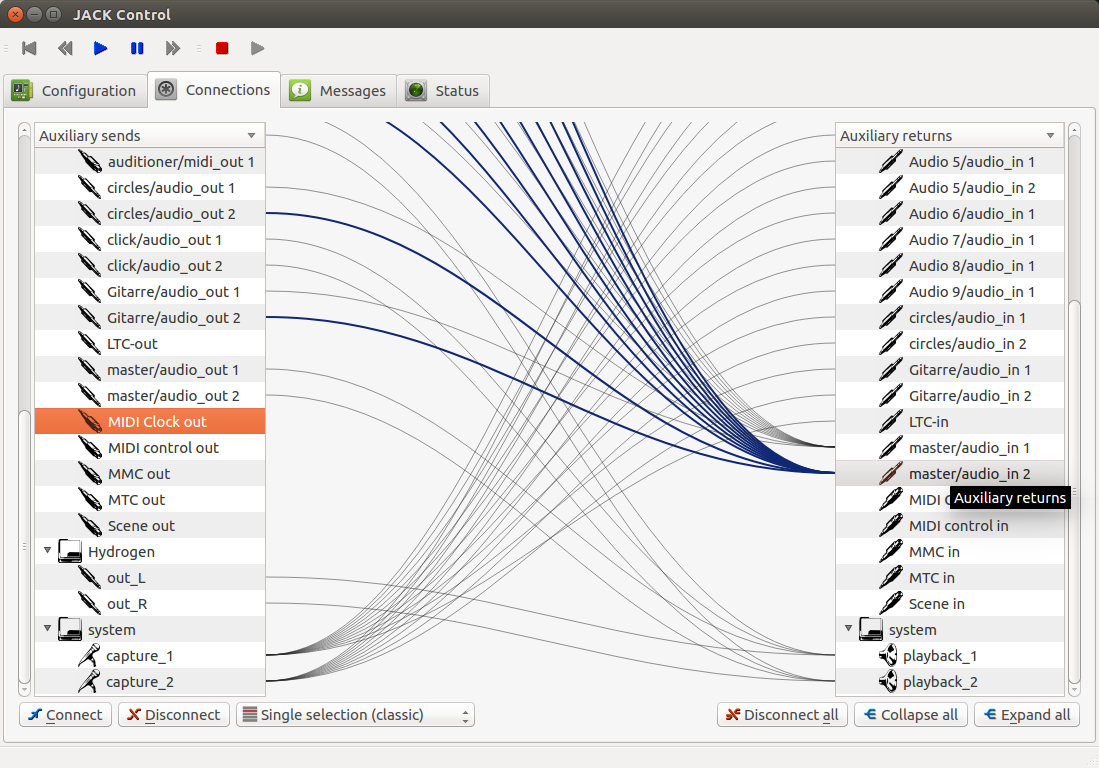 JACK Control
Configuration
Connections
Messages
Status
Auxiliary sends
auditioner/midi_out 1
circles/audio_out 1
circles/audio_out 2
click/audio_out 1
click/audio_out 2
Gitarre/audio_out 1
Gitarre/audio_out 2
LTC-out
master/audio_out 1
master/audio_out 2
MIDI Clock out
MIDI control out
MMC out
MTC out
Scene out
Hydrogen
out_L
out_R
system
capture_1
capture_2
Auxiliary returns
Audio 5/audio_in 1
Audio 5/audio_in 2
Audio 6/audio_in 1
Audio 7/audio_in 1
Audio 8/audio_in 1
Audio 9/audio_in 1
circles/audio_in 1
circles/audio_in 2
Gitarre/audio_in 1
Gitarre/audio_in 2
LTC-in
master/audio_in 1
master/audio_in 2
MIDI
Auxiliary returns
MIDI control in
MMC in
MTC in
Scene in
system
playback_1
playback_2
Connect
Disconnect
Single selection (classic)
Disconnect all
Collapse all
Expand all